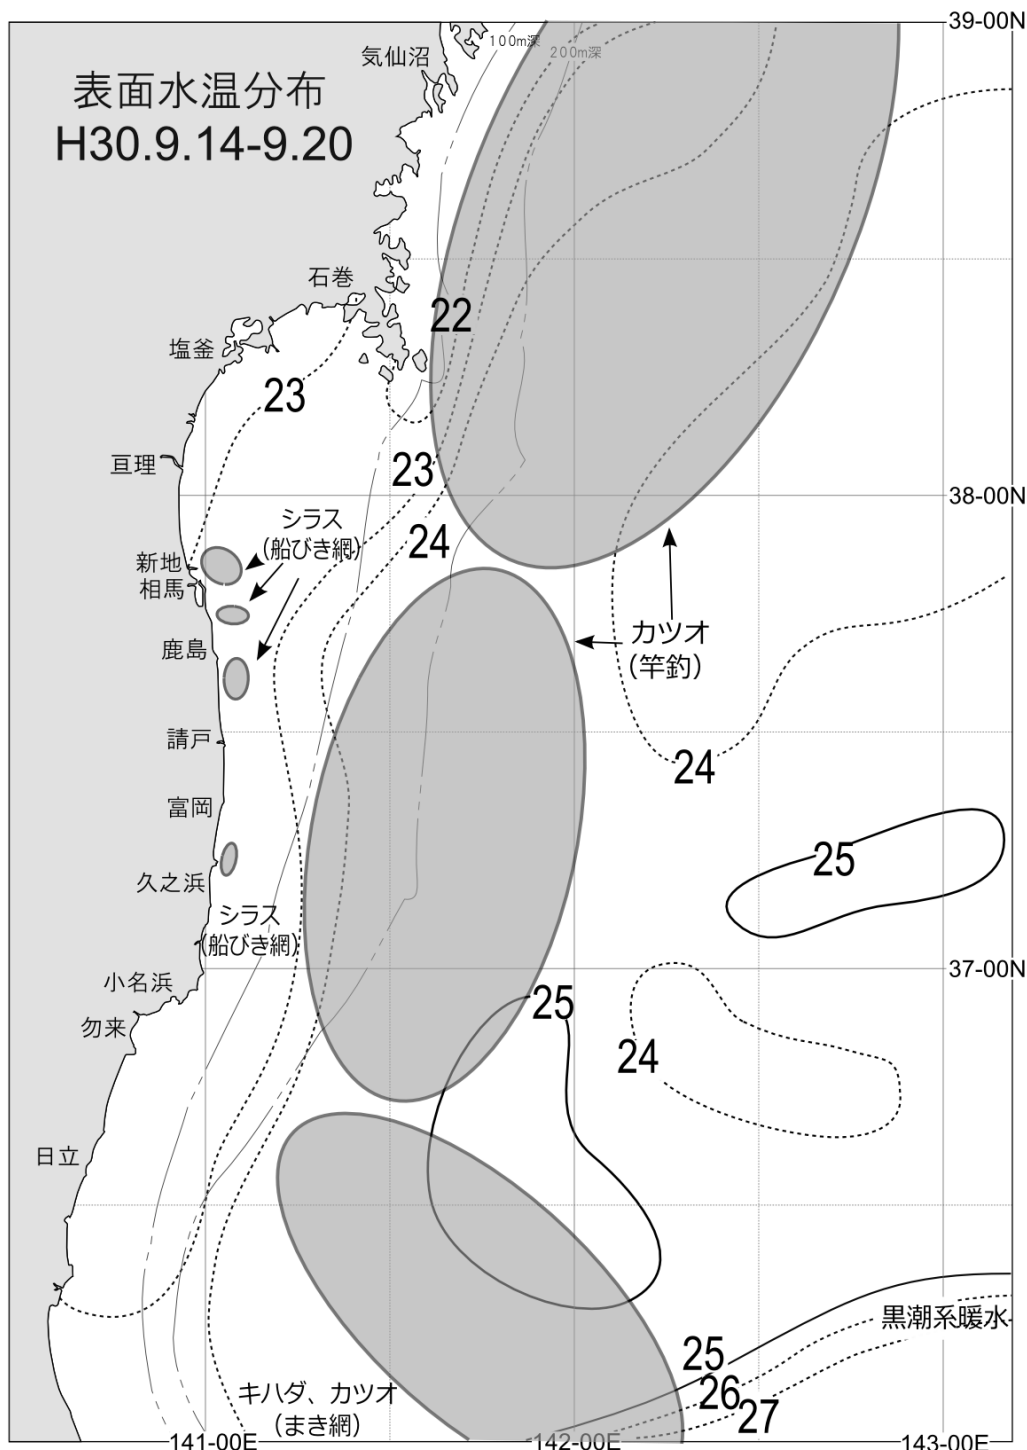 39-00N
100m深
200m深
気仙沼
表面水温分布
H30.9.14-9.20
石巻
22
塩釜
23
亘理
23
38-00N
シラス
(船びき網)
24
新地
相馬
鹿島
カツオ
(竿釣)
請戸
24
富岡
25
久之浜
シラス
(船びき網)
37-00N
小名浜
25
勿来
24
日立
黒潮系暖水
25
26
27
キハダ、カツオ
(まき網)
141-00E
142-00E
143-00E